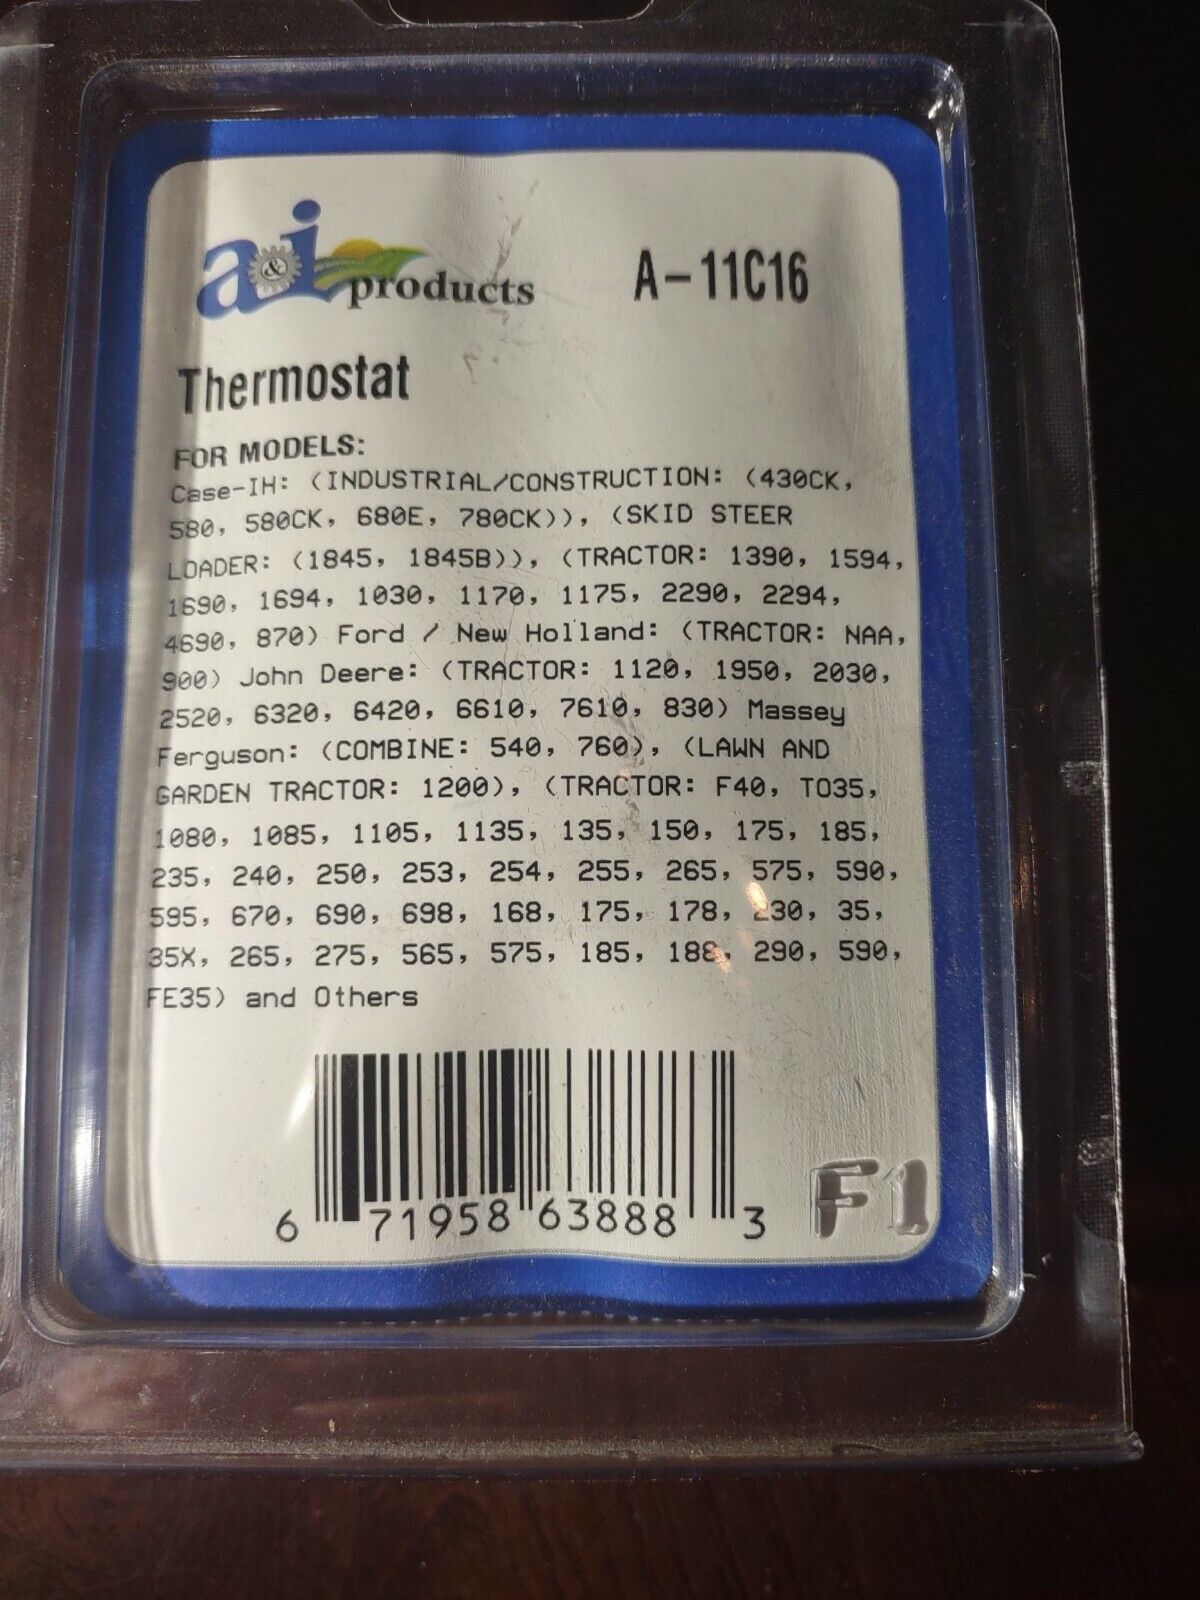 a&i products
A-11C16
Thermostat
FOR MODELS:
Case-IH: (INDUSTRIAL/CONSTRUCTION: (430CK,
580, 580CK, 680E, 780CK)), (SKID STEER
LOADER: (1845, 1845B)), (TRACTOR: 1390, 1594,
1690, 1694, 1030, 1170, 1175, 2290, 2294,
4690, 870) Ford / New Holland: (TRACTOR: NAA,
900) John Deere: (TRACTOR: 1120, 1950, 2030,
2520, 6320, 6420, 6610, 7610, 830) Massey
Ferguson: (COMBINE: 540, 760), (LAWN AND
GARDEN TRACTOR: 1200), (TRACTOR: F40, TO35,
1080, 1085, 1105, 1135, 135, 150, 175, 185,
235, 240, 250, 253, 254, 255, 265, 575, 590,
595, 670, 690, 698, 168, 175, 178, 230, 35,
35X, 265, 275, 565, 575, 185, 188, 290, 590,
FE35) and Others
6 71958 63888 3
F1